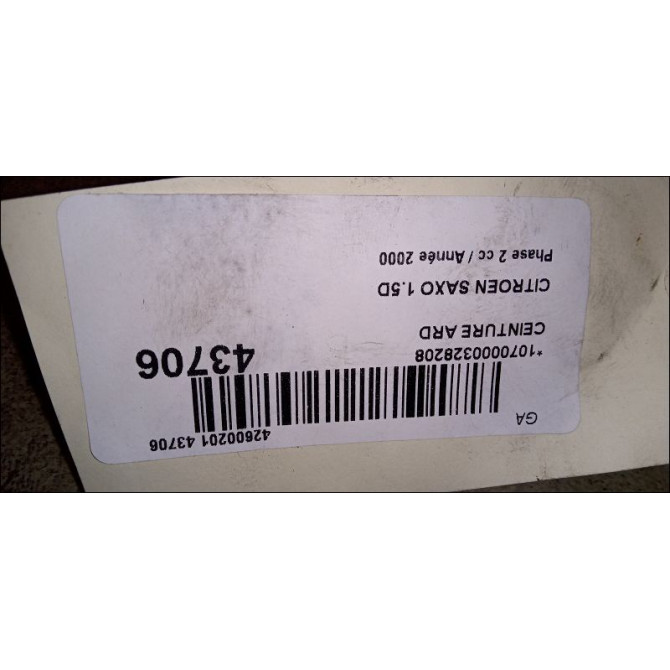 GA
42600201 43706
*1070000328208
43706
CEINTURE ARD
CITROEN SAXO 1.5D
Phase 2 cc / Année 2000